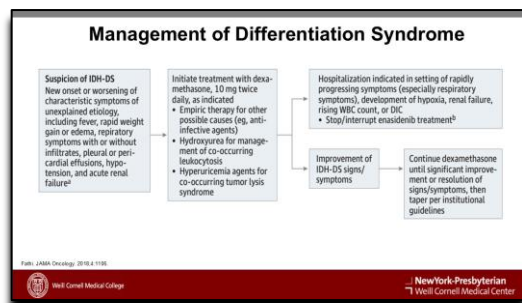 Management of Differentiation Syndrome
Suspicion of IDH-DS
New onset or worsening of
characteristic symptoms of
unexplained etiology,
including fever, rapid weight
gain or edema, repiratory
symptoms with or without
infiltrates, pleural or peri-
cardial effusions, hypo-
tension, and acute renal
failureᵃ
Initiate treatment with dexa-
methasone, 10 mg twice
daily, as indicated
• Empiric therapy for other
possible causes (eg, anti-
infective agents)
• Hydroxyurea for manage-
ment of co-occurring
leukocytosis
• Hyperuricemia agents for
co-occurring tumor lysis
syndrome
Hospitalization indicated in setting of rapidly
progressing symptoms (especially respiratory
symptoms), development of hypoxia, renal failure,
rising WBC count, or DIC
• Stop/interrupt enasidenib treatmentᵇ
Improvement of
IDH-DS signs/
symptoms
Continue dexamethasone
until significant improve-
ment or resolution of
signs/symptoms, then
taper per institutional
guidelines
Fathi. JAMA Oncology. 2018.4.1106
Weill Cornell Medical College
NewYork-Presbyterian
Weill Cornell Medical Center